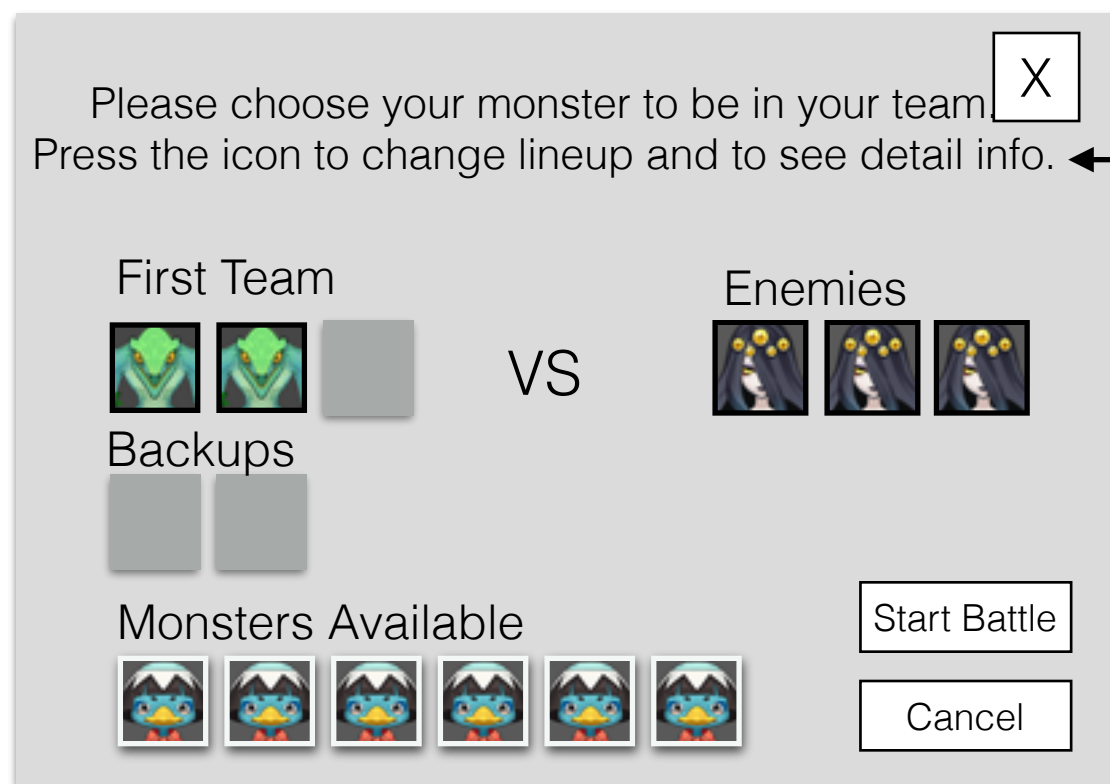 X
Please choose your monster to be in your team.
Press the icon to change lineup and to see detail info.
First Team
Enemies
VS
Backups
Monsters Available
Start Battle
Cancel